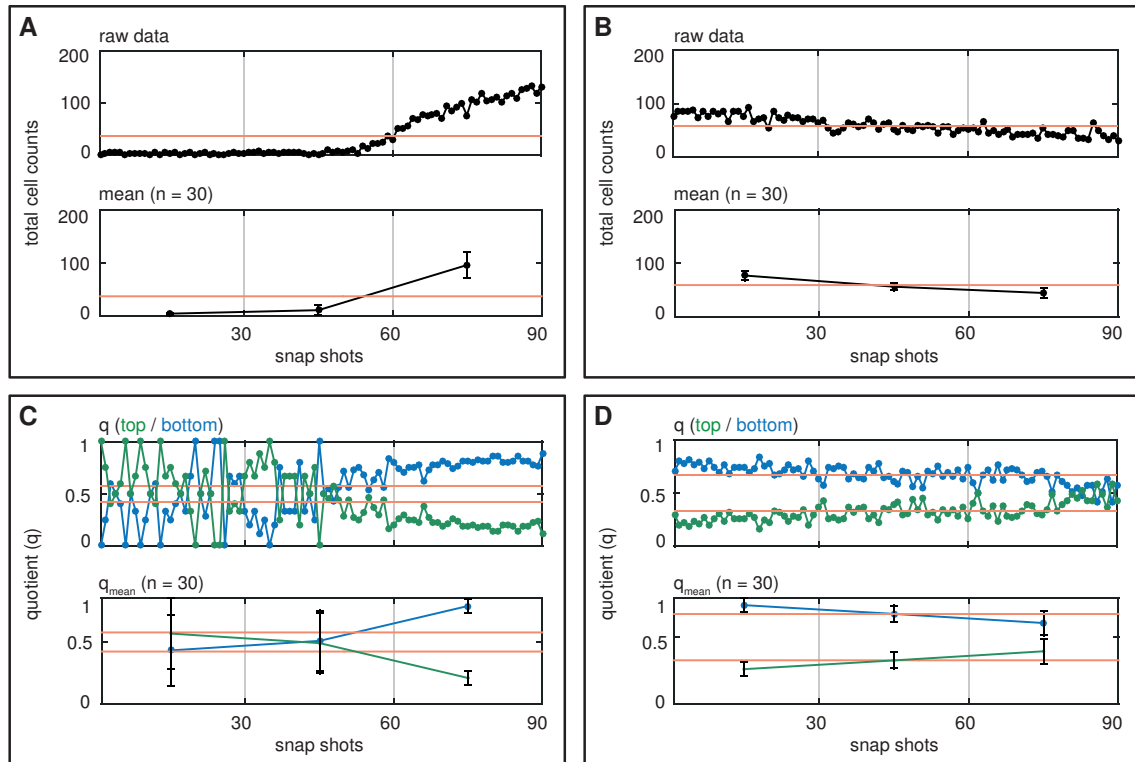 A
raw data
200
100
0
total cell counts
mean (n = 30)
200
100
0
30
60
90
snap shots
B
raw data
200
100
0
total cell counts
mean (n = 30)
200
100
0
30
60
90
snap shots
C
q (top / bottom)
1
0.5
0
quotient (q)
qmean (n = 30)
1
0.5
0
30
60
90
snap shots
D
q (top / bottom)
1
0.5
0
quotient (q)
qmean (n = 30)
1
0.5
0
30
60
90
snap shots